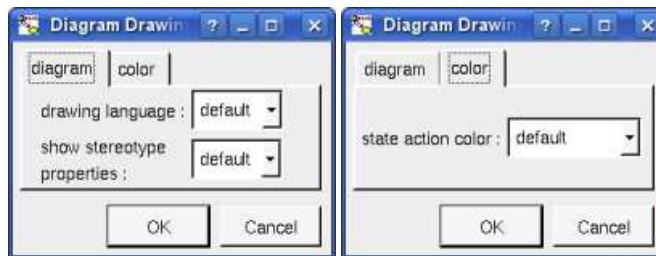 Diagram Drawin ?
diagram color
drawing language : default
show stereotype
properties : default
OK Cancel
Diagram Drawin ?
diagram color
state action color : default
OK Cancel